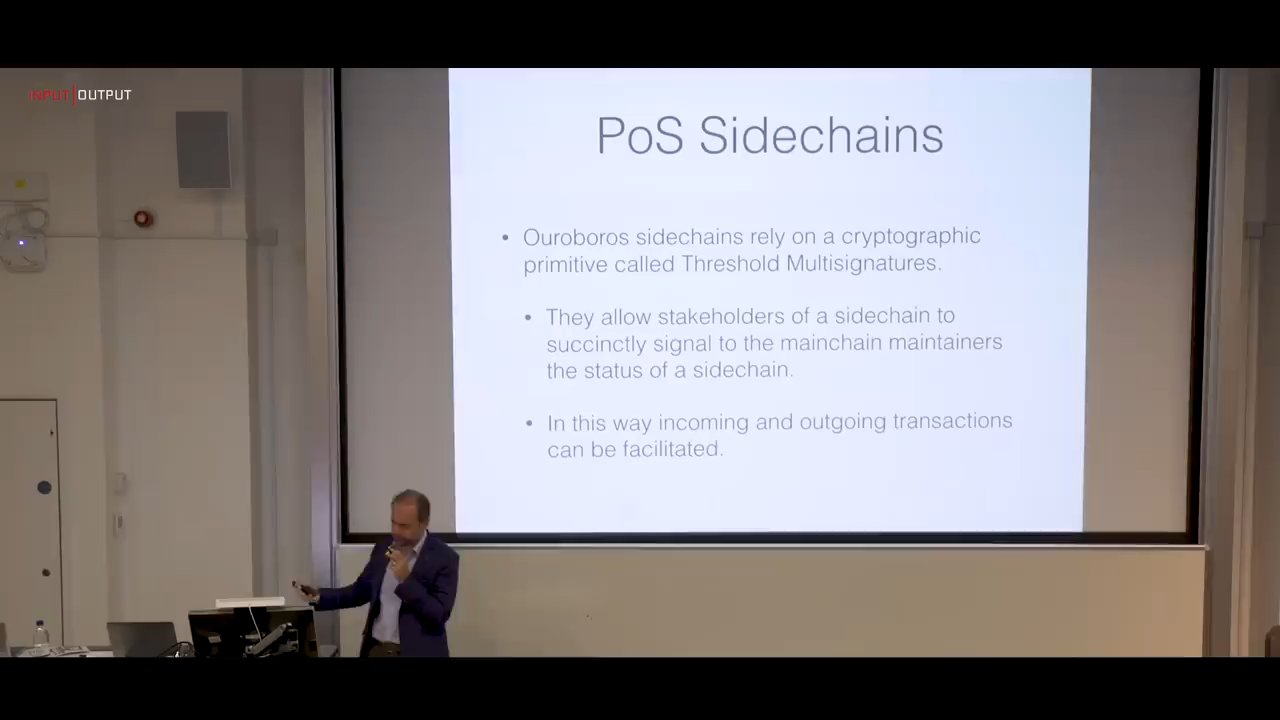 INPUT|OUTPUT
PoS Sidechains
• Ouroboros sidechains rely on a cryptographic
primitive called Threshold Multisignatures.
• They allow stakeholders of a sidechain to
succinctly signal to the mainchain maintainers
the status of a sidechain.
• In this way incoming and outgoing transactions
can be facilitated.